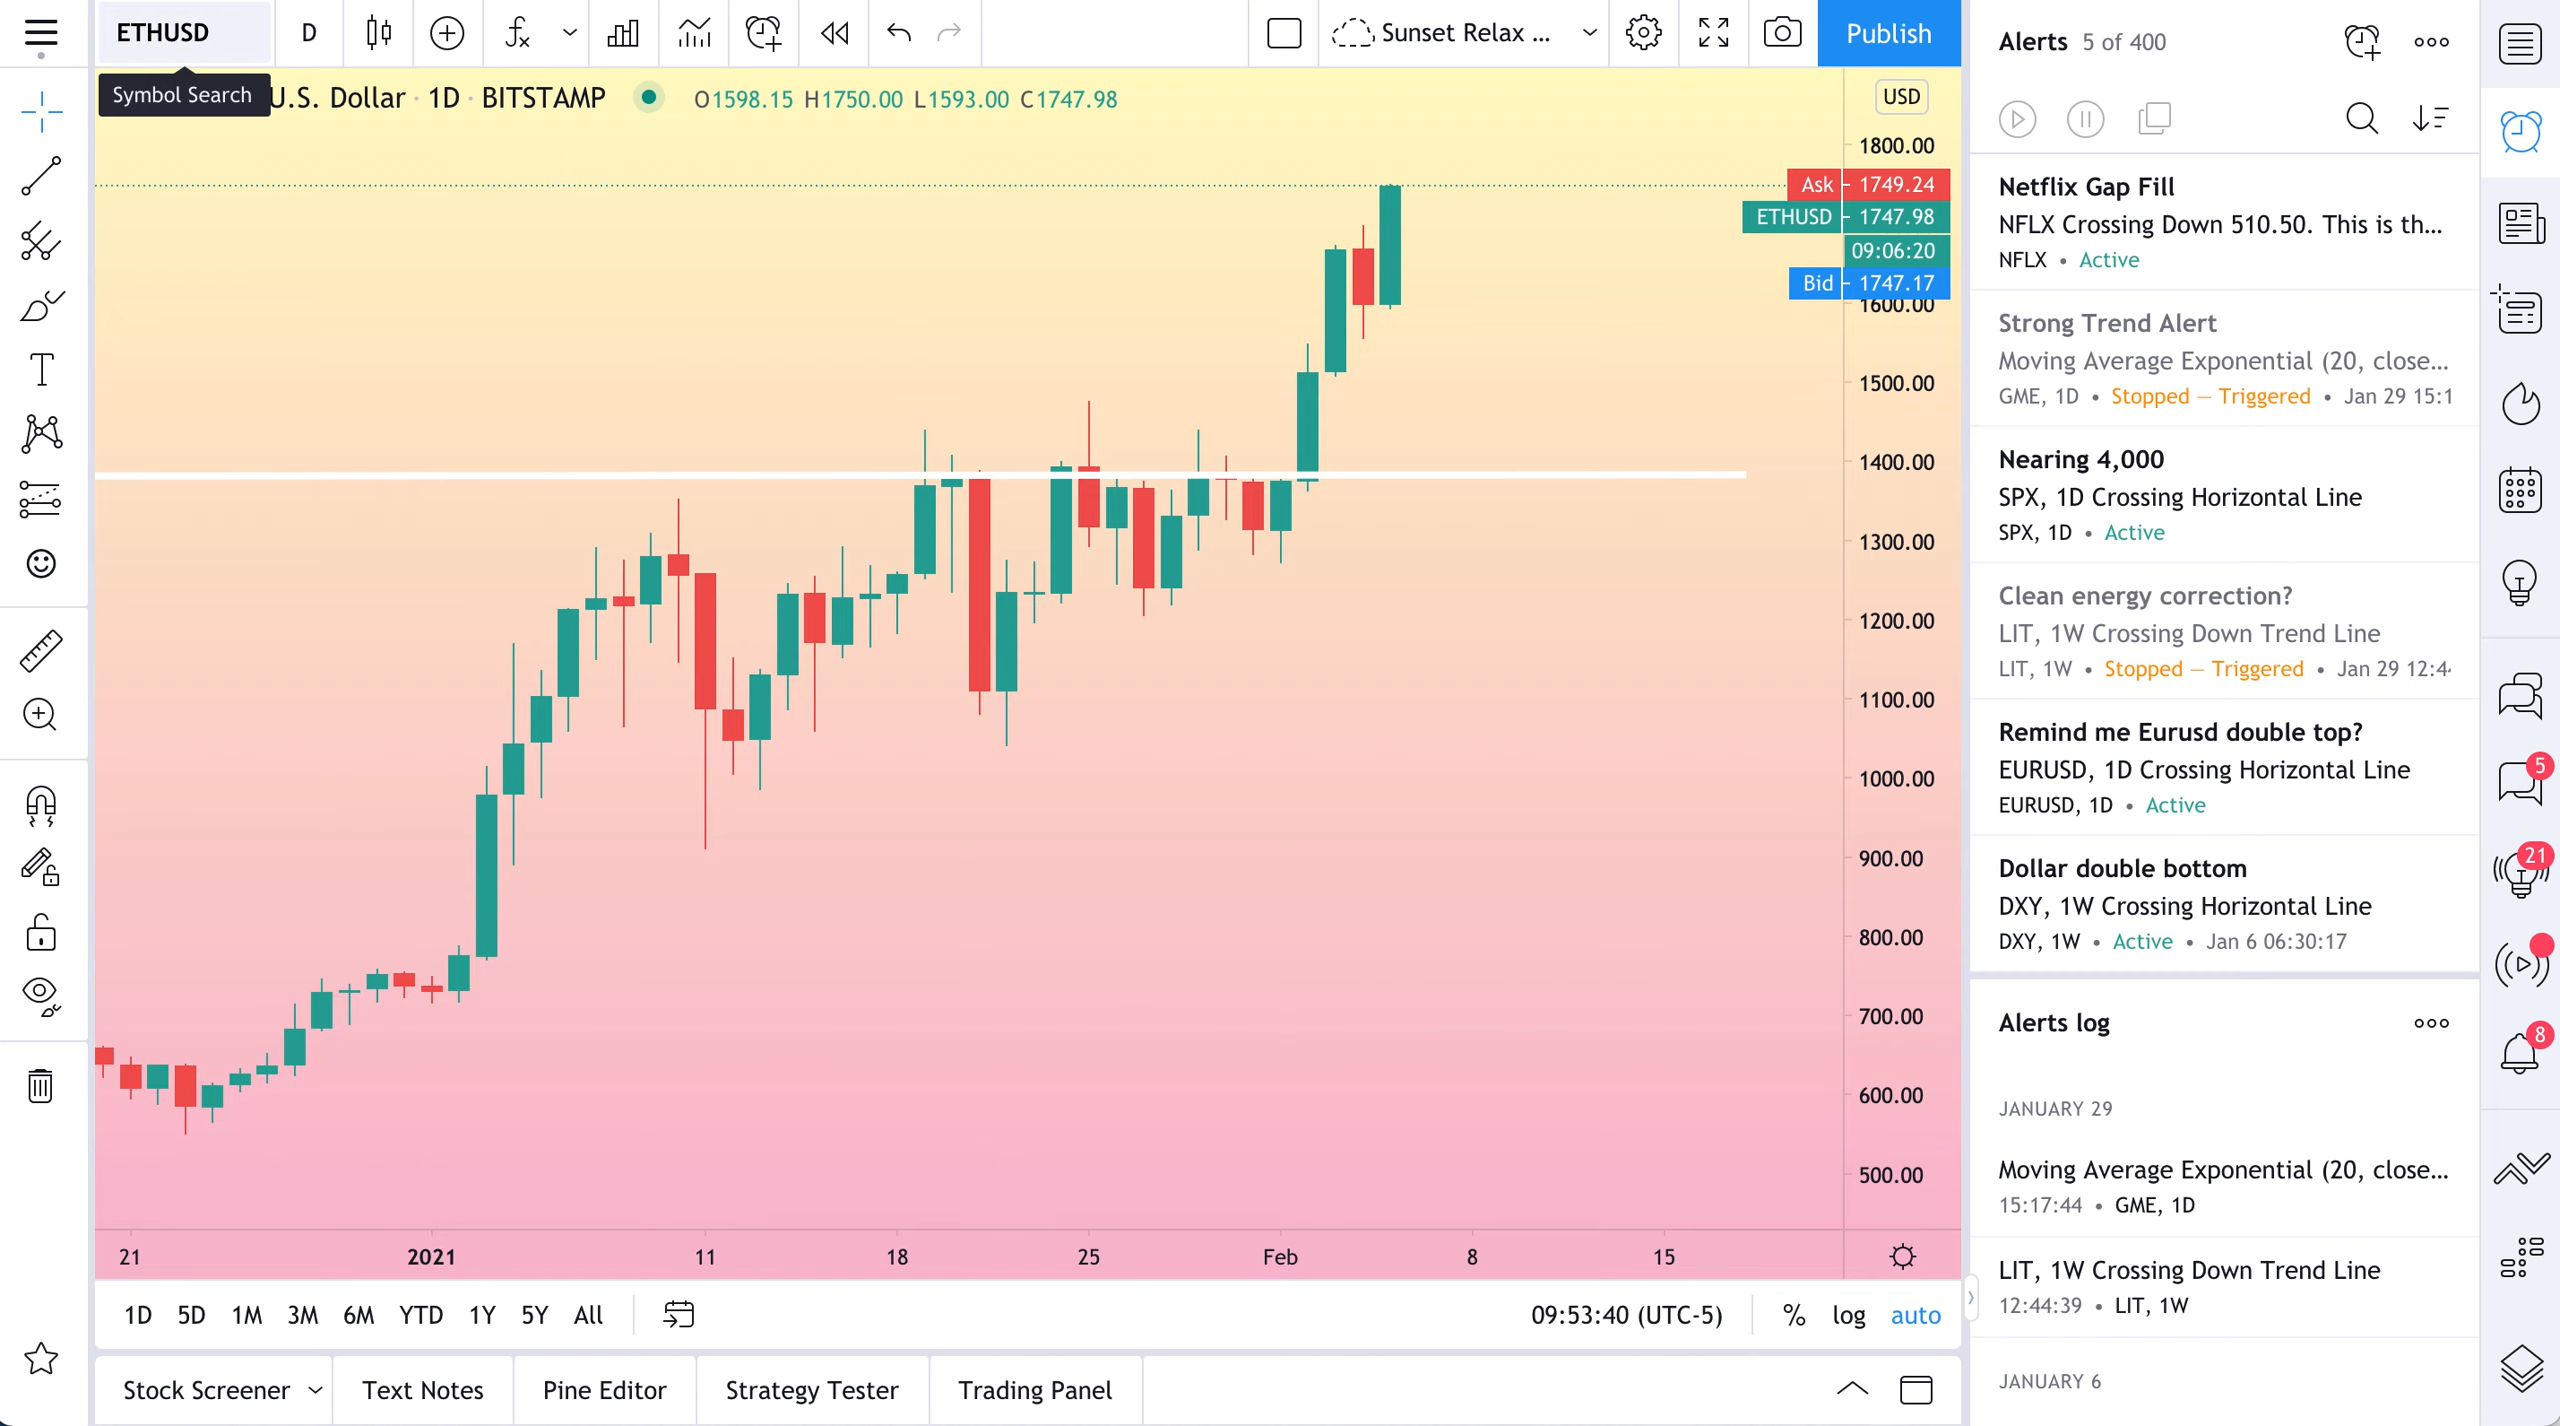 ETHUSD
D
Sunset Relax ...
Publish
Symbol Search
U.S. Dollar · 1D · BITSTAMP
O1598.15 H1750.00 L1593.00 C1747.98
USD
1800.00
Ask 1749.24
ETHUSD 1747.98
09:06:20
Bid 1747.17
1600.00
1500.00
1400.00
1300.00
1200.00
1100.00
1000.00
900.00
800.00
700.00
600.00
500.00
21 2021 11 18 25 Feb 8 15
1D 5D 1M 3M 6M YTD 1Y 5Y All
09:53:40 (UTC-5) % log auto
Stock Screener Text Notes Pine Editor Strategy Tester Trading Panel
Alerts 5 of 400
Netflix Gap Fill
NFLX Crossing Down 510.50. This is th...
NFLX • Active
Strong Trend Alert
Moving Average Exponential (20, close...
GME, 1D • Stopped — Triggered • Jan 29 15:1
Nearing 4,000
SPX, 1D Crossing Horizontal Line
SPX, 1D • Active
Clean energy correction?
LIT, 1W Crossing Down Trend Line
LIT, 1W • Stopped — Triggered • Jan 29 12:4
Remind me Eurusd double top?
EURUSD, 1D Crossing Horizontal Line
EURUSD, 1D • Active
Dollar double bottom
DXY, 1W Crossing Horizontal Line
DXY, 1W • Active • Jan 6 06:30:17
Alerts log
JANUARY 29
Moving Average Exponential (20, close...
15:17:44 • GME, 1D
LIT, 1W Crossing Down Trend Line
12:44:39 • LIT, 1W
JANUARY 6
5
21
8